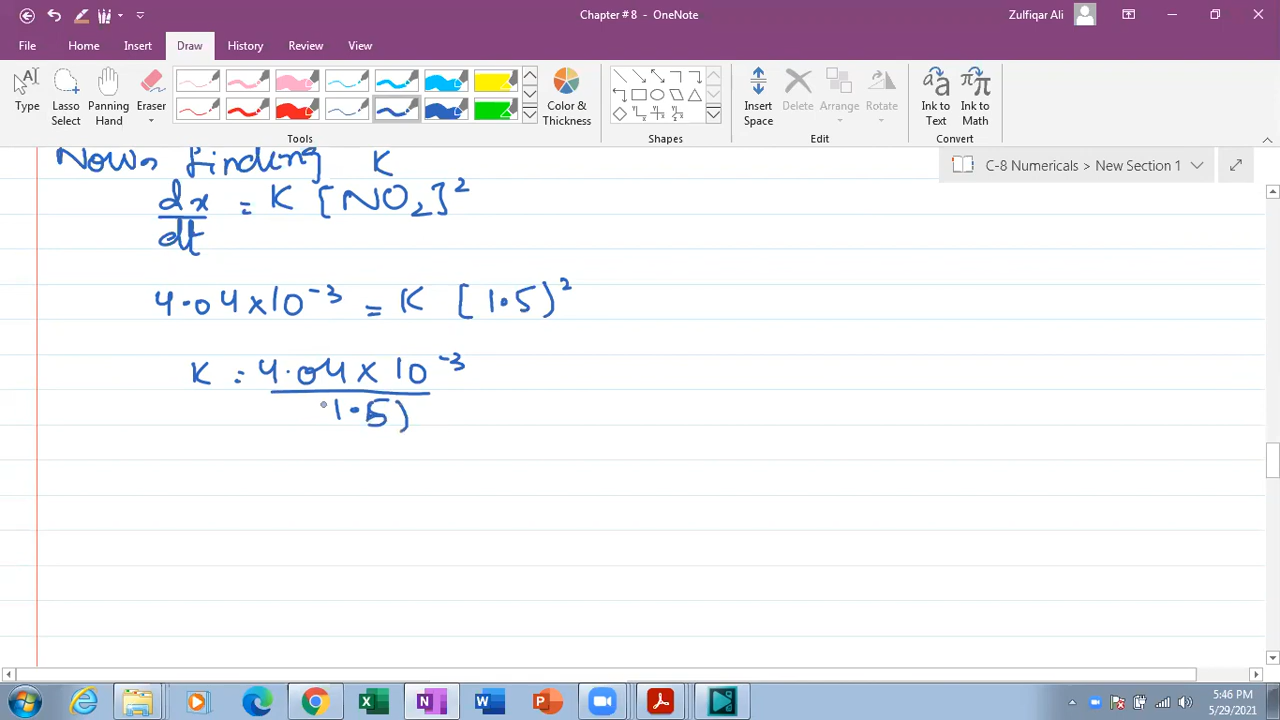 Chapter # 8 - OneNote
Zulfiqar Ali
File Home Insert Draw History Review View
Type
Lasso Select
Panning Hand
Eraser
Color & Thickness
Insert Space
Delete
Arrange
Rotate
Ink to Text
Ink to Math
Tools
Shapes
Edit
Convert
C-8 Numericals > New Section 1
Now, finding K
dx/dt = K [NO₂]²
4.04 x 10⁻³ = K [1.5)²
K = 4.04 x 10⁻³
1.5)
5:46 PM
5/29/2021